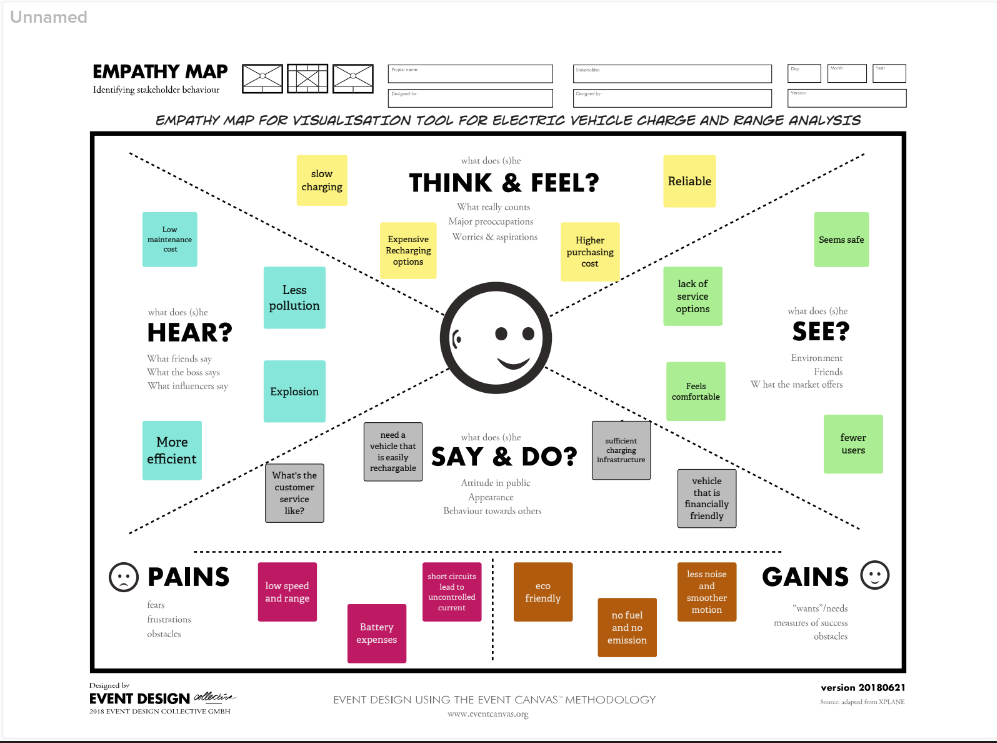 Unnamed
EMPATHY MAP
Identifying stakeholder behaviour
Project name:
Stakeholder:
Day:
Month:
Year:
Designed for:
Designed by:
Version:
EMPATHY MAP FOR VISUALISATION TOOL FOR ELECTRIC VEHICLE CHARGE AND RANGE ANALYSIS
what does (s)he
THINK & FEEL?
What really counts
Major preoccupations
Worries & aspirations
slow
charging
Expensive
Recharging
options
Higher
purchasing
cost
Reliable
Low
maintenance
cost
Less
pollution
what does (s)he
HEAR?
What friends say
What the boss says
What influencers say
Explosion
More
efficient
Seems safe
lack of
service
options
what does (s)he
SEE?
Environment
Friends
W hat the market offers
Feels
comfortable
fewer
users
what does (s)he
SAY & DO?
Attitude in public
Appearance
Behaviour towards others
need a
vehicle that
is easily
rechargable
What's the
customer
service
like?
sufficient
charging
infrastructure
vehicle
that is
financially
friendly
PAINS
fears
frustrations
obstacles
low speed
and range
Battery
expenses
short circuits
lead to
uncontrolled
current
eco
friendly
no fuel
and no
emission
less noise
and
smoother
motion
GAINS
"wants"/needs
measures of success
obstacles
Designed by
EVENT DESIGN collective
2018 EVENT DESIGN COLLECTIVE GMBH
EVENT DESIGN USING THE EVENT CANVAS™ METHODOLOGY
www.eventcanvas.org
version 20180621
Source: adapted from XPLANE